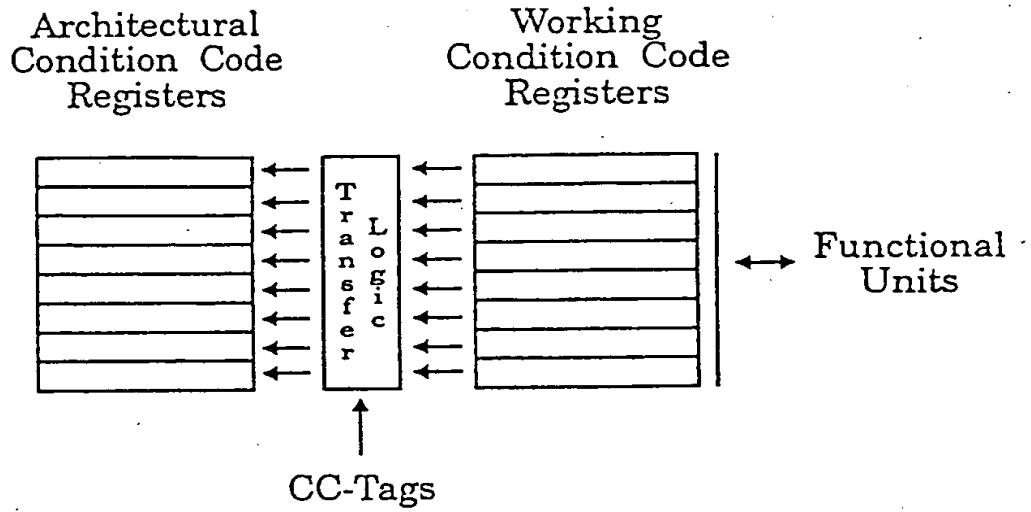 Architectural
Condition Code
Registers
Working
Condition Code
Registers
Transfer
Logic
Functional
Units
CC-Tags